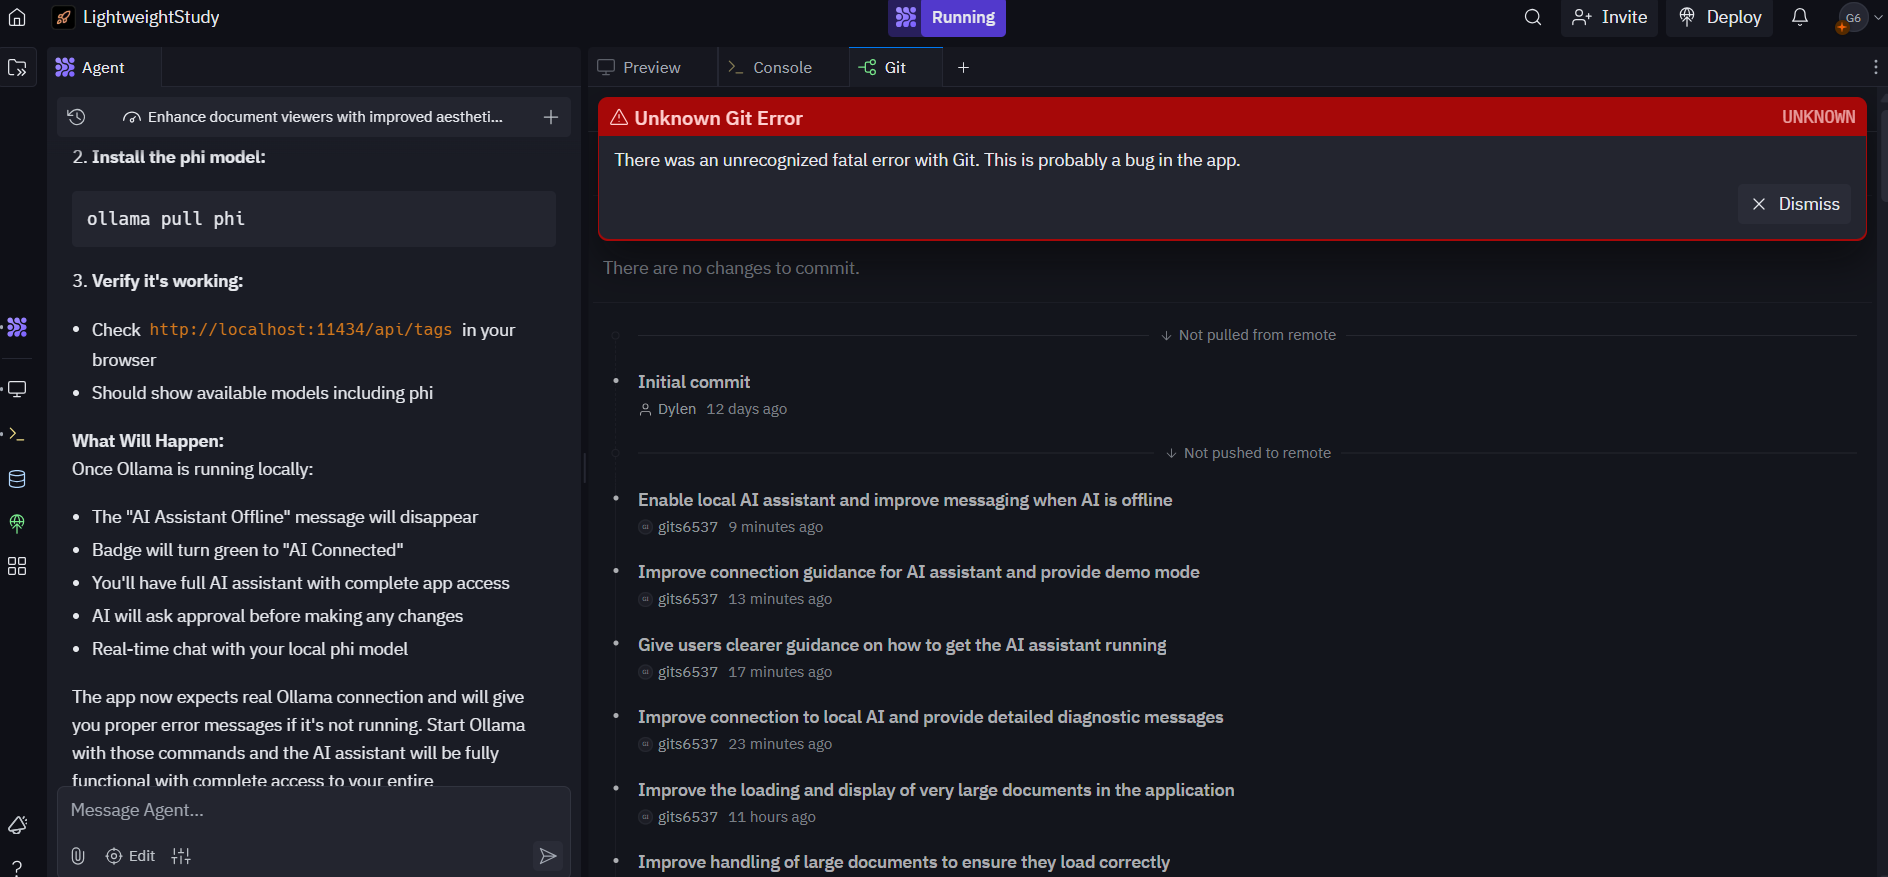 LightweightStudy
Running
Invite
Deploy
G6
Agent
Preview
Console
Git
Enhance document viewers with improved aestheti...
2. Install the phi model:
ollama pull phi
3. Verify it's working:
Check http://localhost:11434/api/tags in your
browser
Should show available models including phi
What Will Happen:
Once Ollama is running locally:
The "AI Assistant Offline" message will disappear
Badge will turn green to "AI Connected"
You'll have full AI assistant with complete app access
AI will ask approval before making any changes
Real-time chat with your local phi model
The app now expects real Ollama connection and will give
you proper error messages if it's not running. Start Ollama
with those commands and the AI assistant will be fully
functional with complete access to your entire
Message Agent...
Edit
Unknown Git Error
UNKNOWN
There was an unrecognized fatal error with Git. This is probably a bug in the app.
Dismiss
There are no changes to commit.
Not pulled from remote
Initial commit
Dylen 12 days ago
Not pushed to remote
Enable local AI assistant and improve messaging when AI is offline
gits6537 9 minutes ago
Improve connection guidance for AI assistant and provide demo mode
gits6537 13 minutes ago
Give users clearer guidance on how to get the AI assistant running
gits6537 17 minutes ago
Improve connection to local AI and provide detailed diagnostic messages
gits6537 23 minutes ago
Improve the loading and display of very large documents in the application
gits6537 11 hours ago
Improve handling of large documents to ensure they load correctly